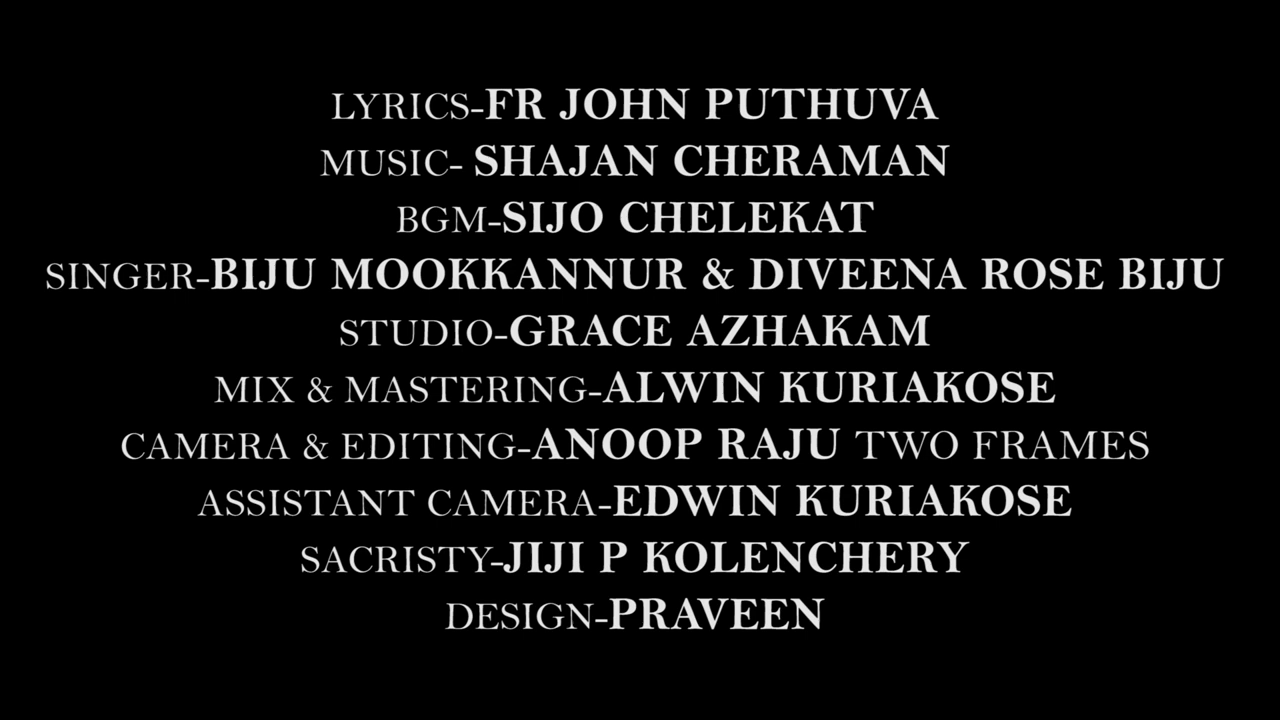 LYRICS-FR JOHN PUTHUVA
MUSIC- SHAJAN CHERAMAN
BGM-SIJO CHELEKAT
SINGER-BIJU MOOKKANNUR & DIVEENA ROSE BIJU
STUDIO-GRACE AZHAKAM
MIX & MASTERING-ALWIN KURIAKOSE
CAMERA & EDITING-ANOOP RAJU TWO FRAMES
ASSISTANT CAMERA-EDWIN KURIAKOSE
SACRISTY-JIJI P KOLENCHERY
DESIGN-PRAVEEN